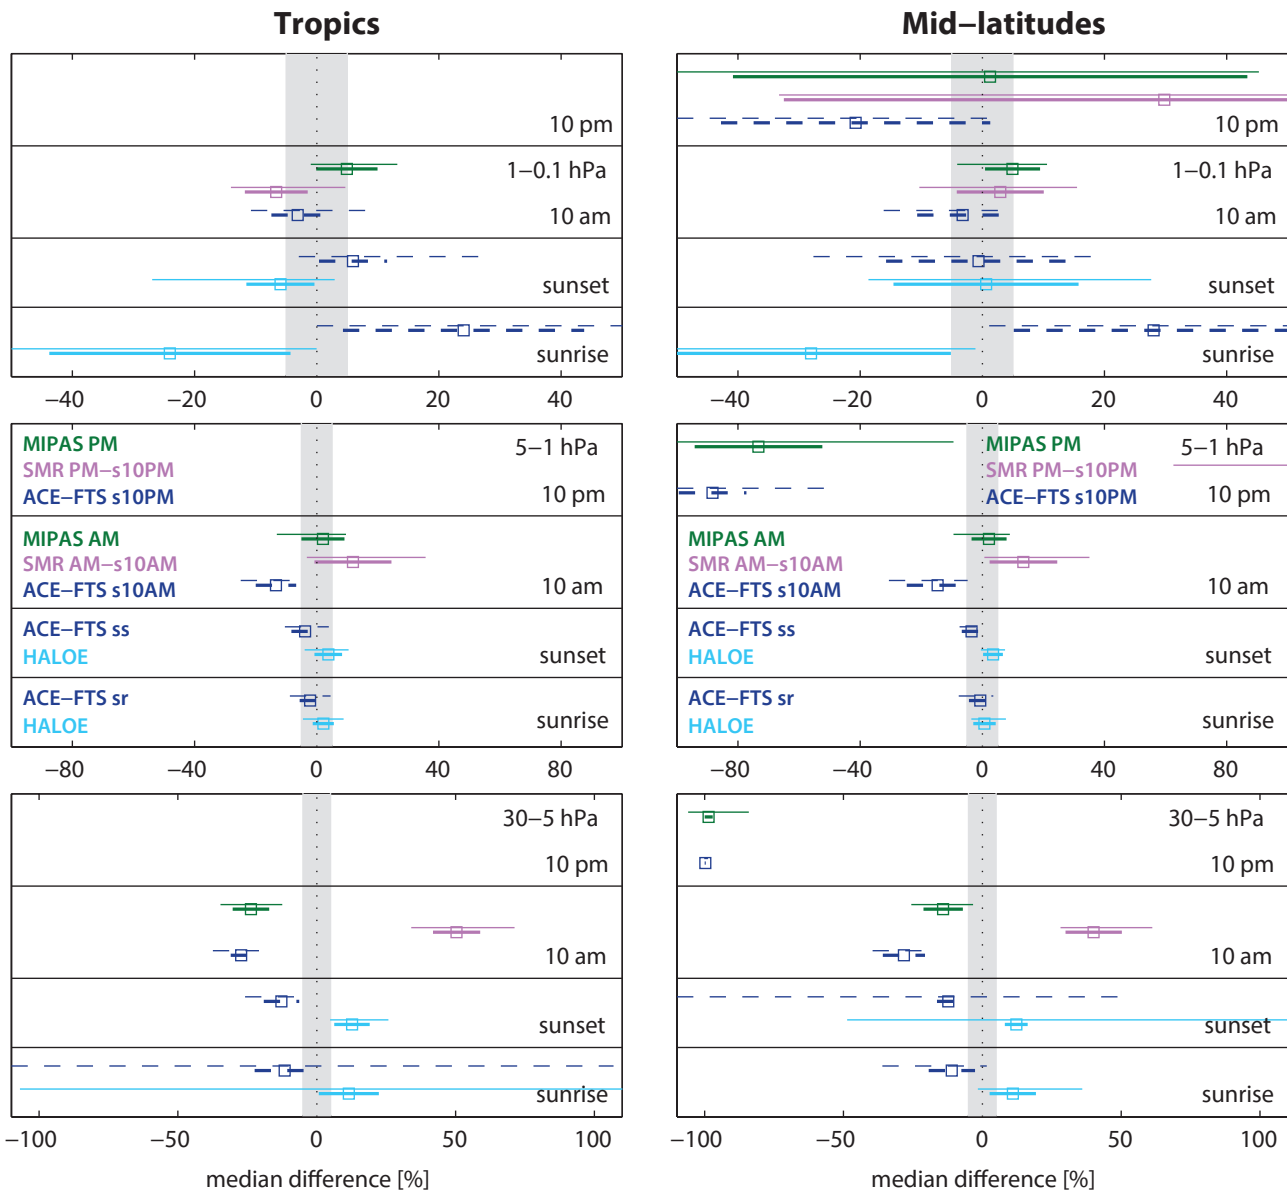 Tropics
Mid−latitudes
10 pm
1−0.1 hPa
10 am
sunset
sunrise
−40 −20 0 20 40
10 pm
1−0.1 hPa
10 am
sunset
sunrise
−40 −20 0 20 40
MIPAS PM
SMR PM−s10PM
ACE−FTS s10PM
5−1 hPa
10 pm
MIPAS AM
SMR AM−s10AM
ACE−FTS s10AM
10 am
ACE−FTS ss
HALOE
sunset
ACE−FTS sr
HALOE
sunrise
−80 −40 0 40 80
MIPAS PM
SMR PM−s10PM
ACE−FTS s10PM
5−1 hPa
10 pm
MIPAS AM
SMR AM−s10AM
ACE−FTS s10AM
10 am
ACE−FTS ss
HALOE
sunset
ACE−FTS sr
HALOE
sunrise
−80 −40 0 40 80
30−5 hPa
10 pm
10 am
sunset
sunrise
−100 −50 0 50 100
median difference [%]
30−5 hPa
10 pm
10 am
sunset
sunrise
−100 −50 0 50 100
median difference [%]